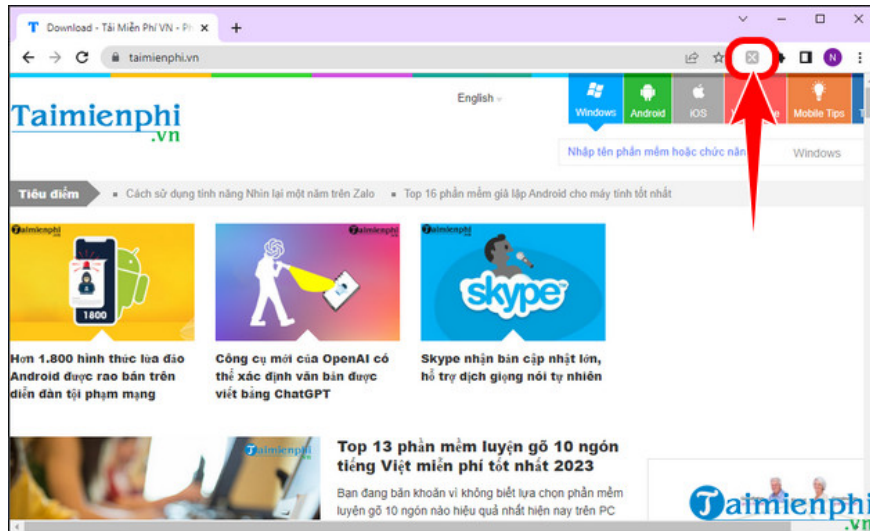 Download - Tải Miễn Phí VN - Ph
taimienphi.vn
N
Taimienphi
.vn
English
Windows
Android
iOS
Mobile Tips
Nhập tên phần mềm hoặc chức năn
Windows
Tiêu điểm
Cách sử dụng tính năng Nhìn lại một năm trên Zalo
Top 16 phần mềm giả lập Android cho máy tính tốt nhất
Taimienphi
1800
Taimienphi
Taimienphi
skype
Hơn 1.800 hình thức lừa đảo
Android được rao bán trên
diễn đàn tội phạm mạng
Công cụ mới của OpenAI có
thể xác định văn bản được
viết bằng ChatGPT
Skype nhận bản cập nhật lớn,
hỗ trợ dịch giọng nói tự nhiên
Taimienphi
Top 13 phần mềm luyện gõ 10 ngón
tiếng Việt miễn phí tốt nhất 2023
Bạn đang băn khoăn vì không biết lựa chọn phần mềm
luyện gõ 10 ngón nào hiệu quả nhất hiện nay trên PC
Taimienphi
.vn